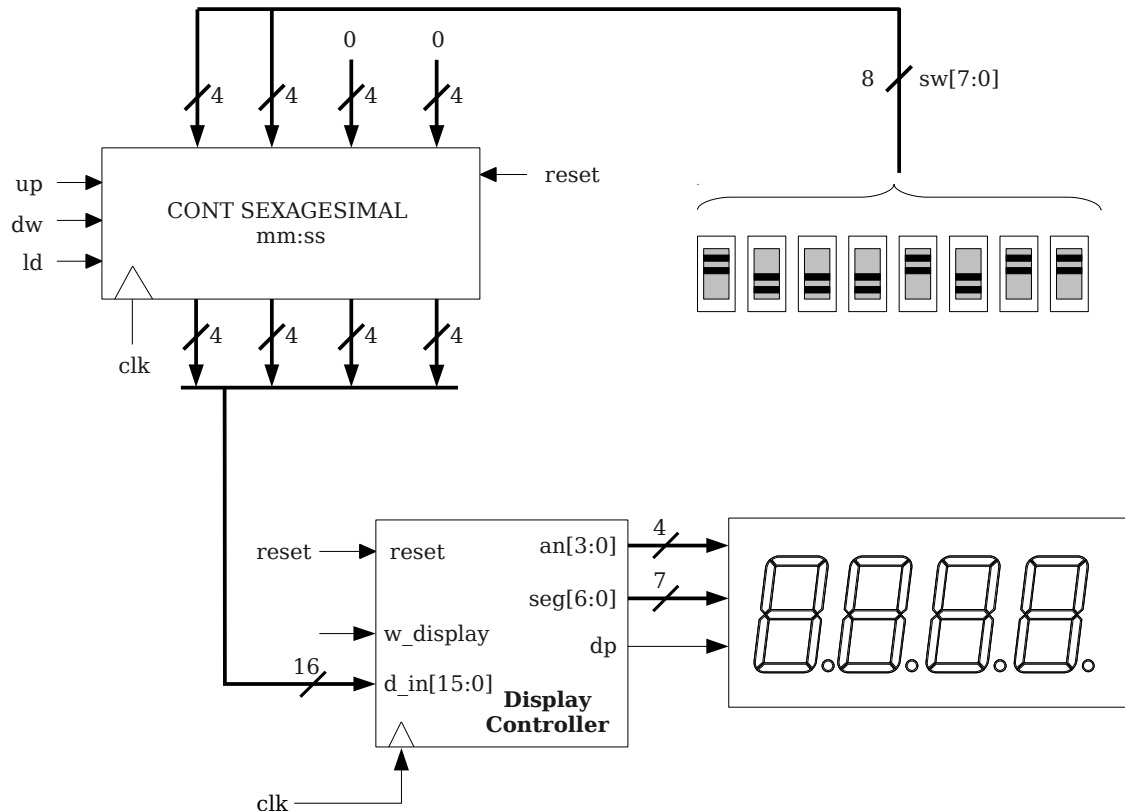 0 0
8 sw[7:0]
4 4 4 4
up
dw
ld
CONT SEXAGESIMAL
mm:ss
reset
clk
4 4 4 4
reset
reset
w_display
16
d_in[15:0]
an[3:0]
seg[6:0]
dp
Display
Controller
4
7
clk